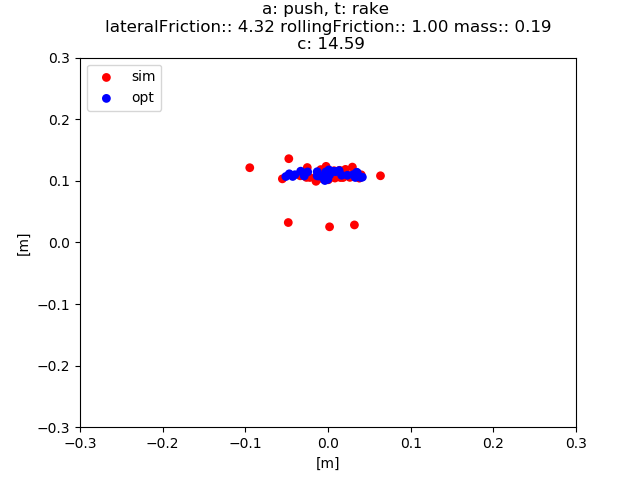 a: push, t: rake
lateralFriction:: 4.32 rollingFriction:: 1.00 mass:: 0.19
c: 14.59
sim
opt
0.3
0.2
0.1
0.0
−0.1
−0.2
−0.3
[m]
−0.3 −0.2 −0.1 0.0 0.1 0.2 0.3
[m]